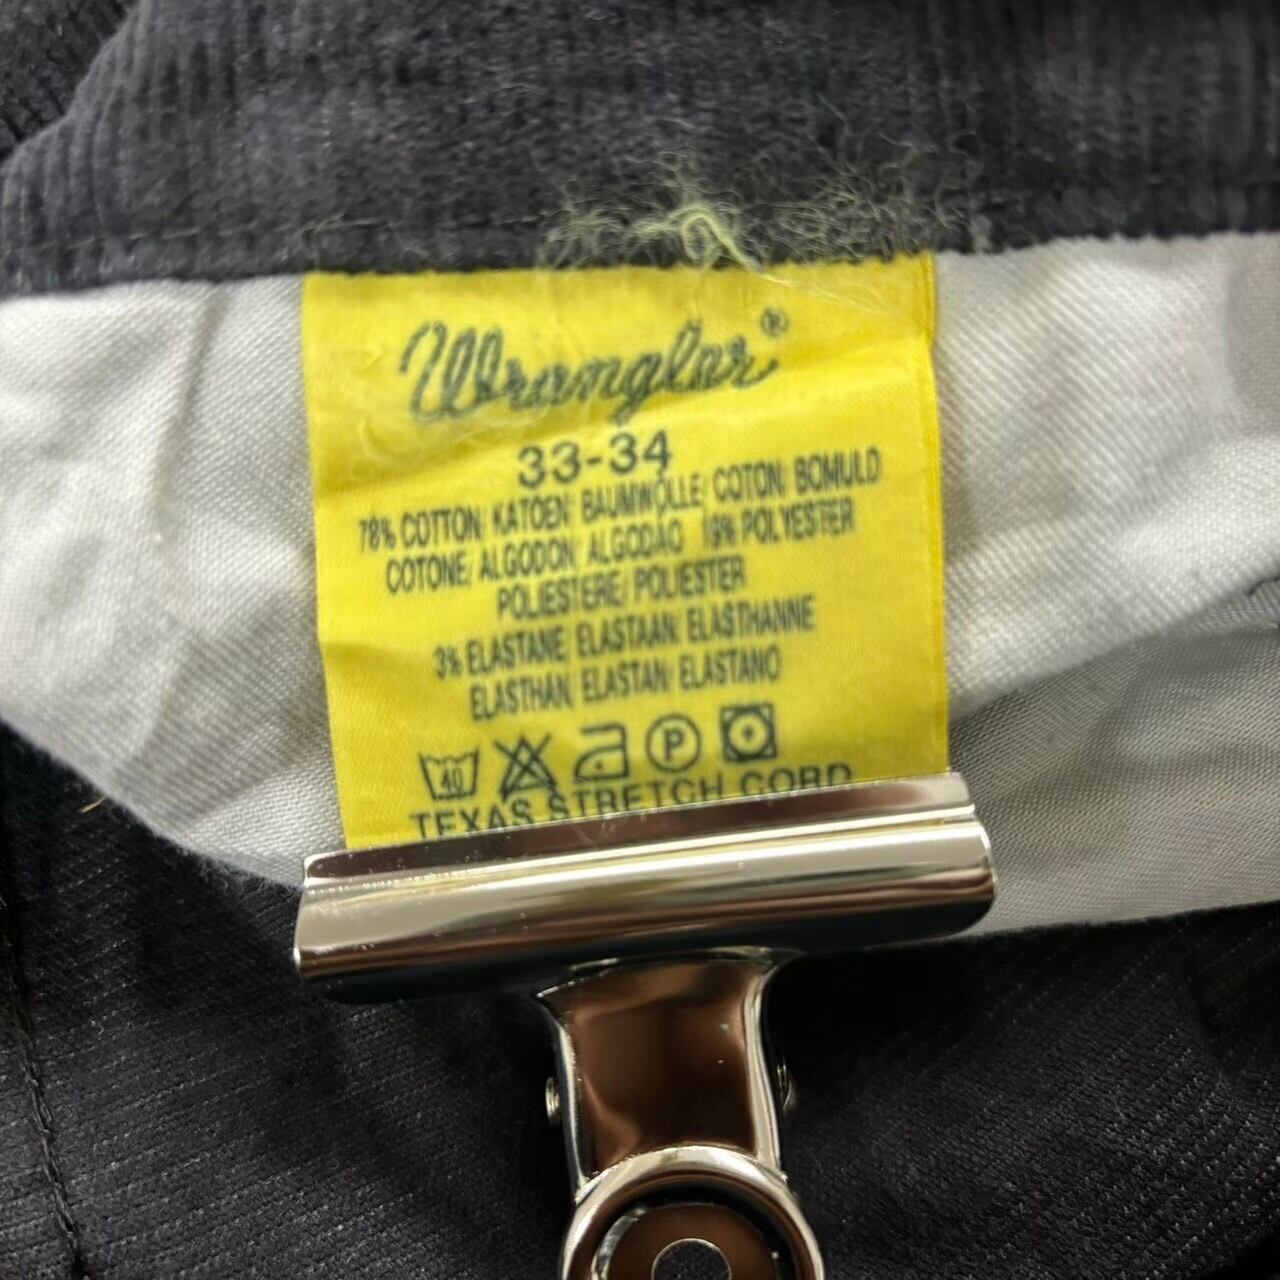 Wrangler®
33-34
78% COTTON/ KATOEN/ BAUMWOLLE/ COTON/ BOMULD
COTONE/ ALGODON/ ALGODAO 19% POLYESTER
POLIESTERE/ POLIESTER
3% ELASTANE/ ELASTAAN/ ELASTHANNE
ELASTHAN/ ELASTAN/ ELASTANO
40 P
TEXAS STRETCH CORD